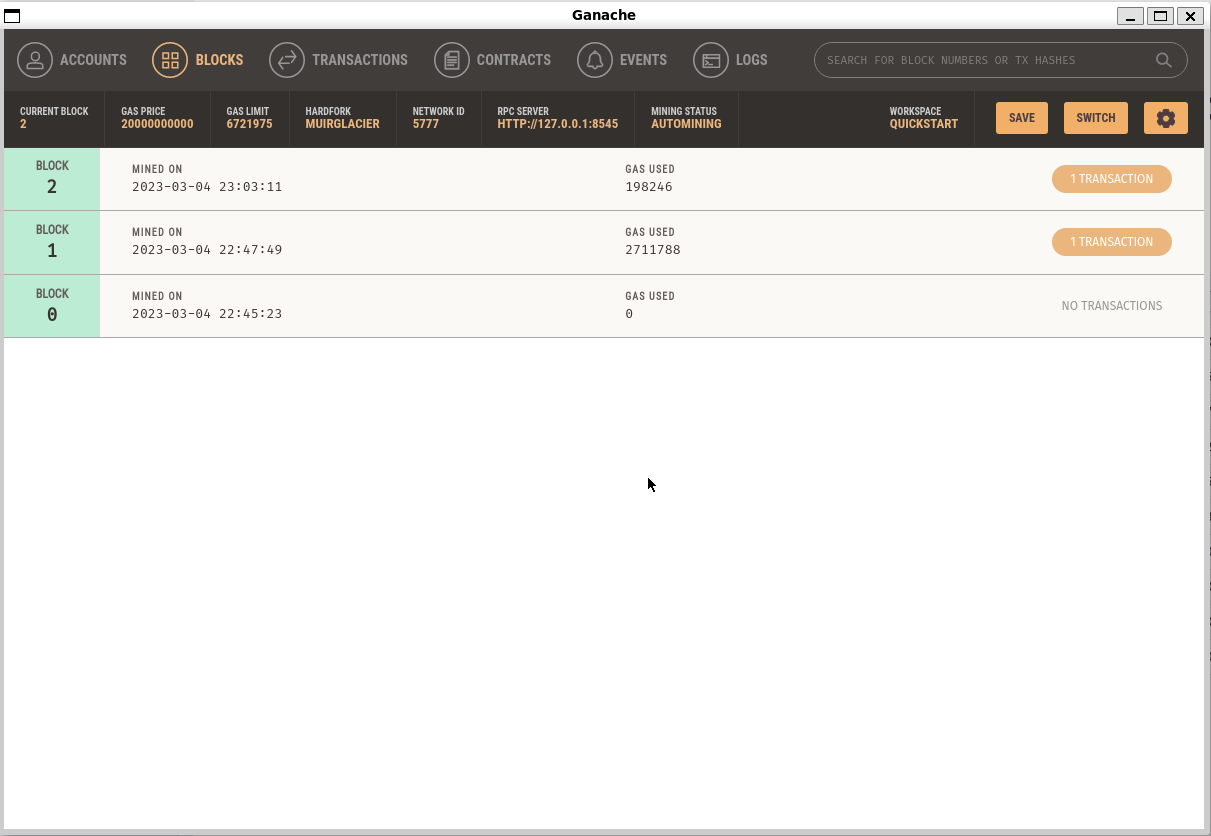 Ganache
ACCOUNTS BLOCKS TRANSACTIONS CONTRACTS EVENTS LOGS SEARCH FOR BLOCK NUMBERS OR TX HASHES
CURRENT BLOCK GAS PRICE GAS LIMIT HARDFORK NETWORK ID RPC SERVER MINING STATUS WORKSPACE
2 20000000000 6721975 MUIRGLACIER 5777 HTTP://127.0.0.1:8545 AUTOMINING QUICKSTART
SAVE SWITCH
BLOCK MINED ON GAS USED
2 2023-03-04 23:03:11 198246 1 TRANSACTION
BLOCK MINED ON GAS USED
1 2023-03-04 22:47:49 2711788 1 TRANSACTION
BLOCK MINED ON GAS USED
0 2023-03-04 22:45:23 0 NO TRANSACTIONS